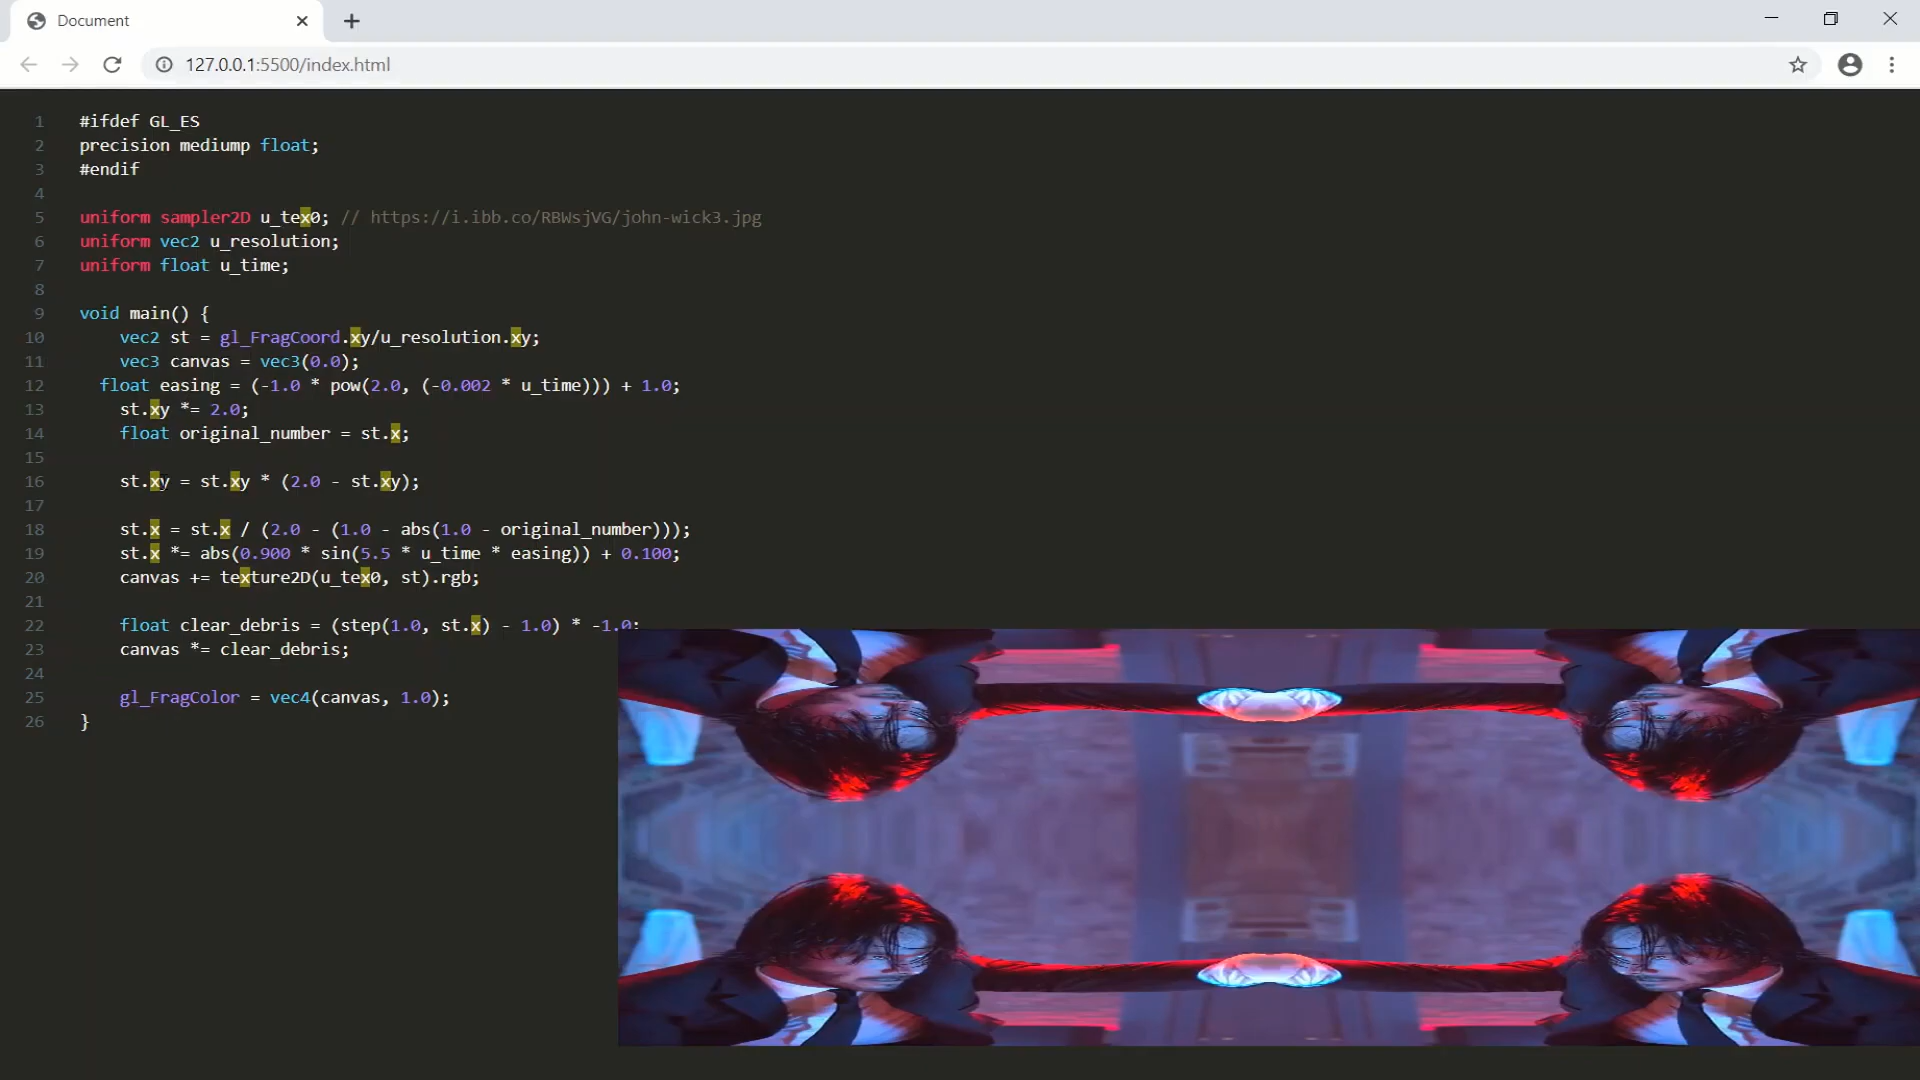 Document
127.0.0.1:5500/index.html
1 #ifdef GL_ES
2 precision mediump float;
3 #endif
4
5 uniform sampler2D u_tex0; // https://i.ibb.co/RBWsjVG/john-wick3.jpg
6 uniform vec2 u_resolution;
7 uniform float u_time;
8
9 void main() {
10 vec2 st = gl_FragCoord.xy/u_resolution.xy;
11 vec3 canvas = vec3(0.0);
12 float easing = (-1.0 * pow(2.0, (-0.002 * u_time))) + 1.0;
13 st.xy *= 2.0;
14 float original_number = st.x;
15
16 st.xy = st.xy * (2.0 - st.xy);
17
18 st.x = st.x / (2.0 - (1.0 - abs(1.0 - original_number)));
19 st.x *= abs(0.900 * sin(5.5 * u_time * easing)) + 0.100;
20 canvas += texture2D(u_tex0, st).rgb;
21
22 float clear_debris = (step(1.0, st.x) - 1.0) * -1.0;
23 canvas *= clear_debris;
24
25 gl_FragColor = vec4(canvas, 1.0);
26 }